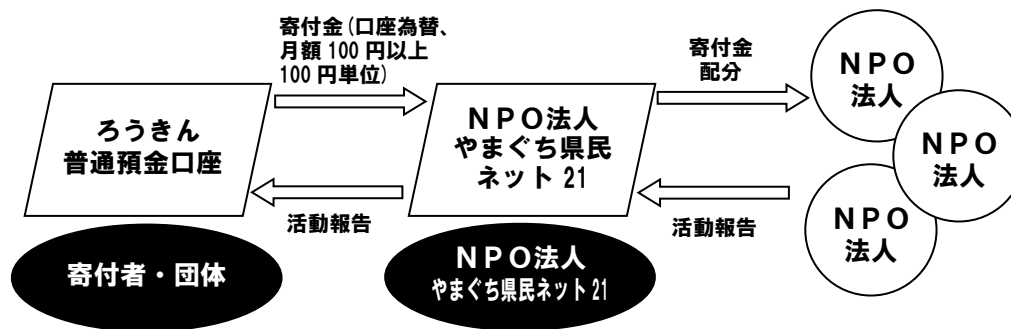 寄付金（口座為替、
月額 100 円以上
100 円単位）
寄付金
配分
ろうきん
普通預金口座
ＮＰＯ法人
やまぐち県民
ネット 21
ＮＰＯ
法人
ＮＰＯ
法人
ＮＰＯ
法人
活動報告
活動報告
寄付者・団体
ＮＰＯ法人
やまぐち県民ネット 21